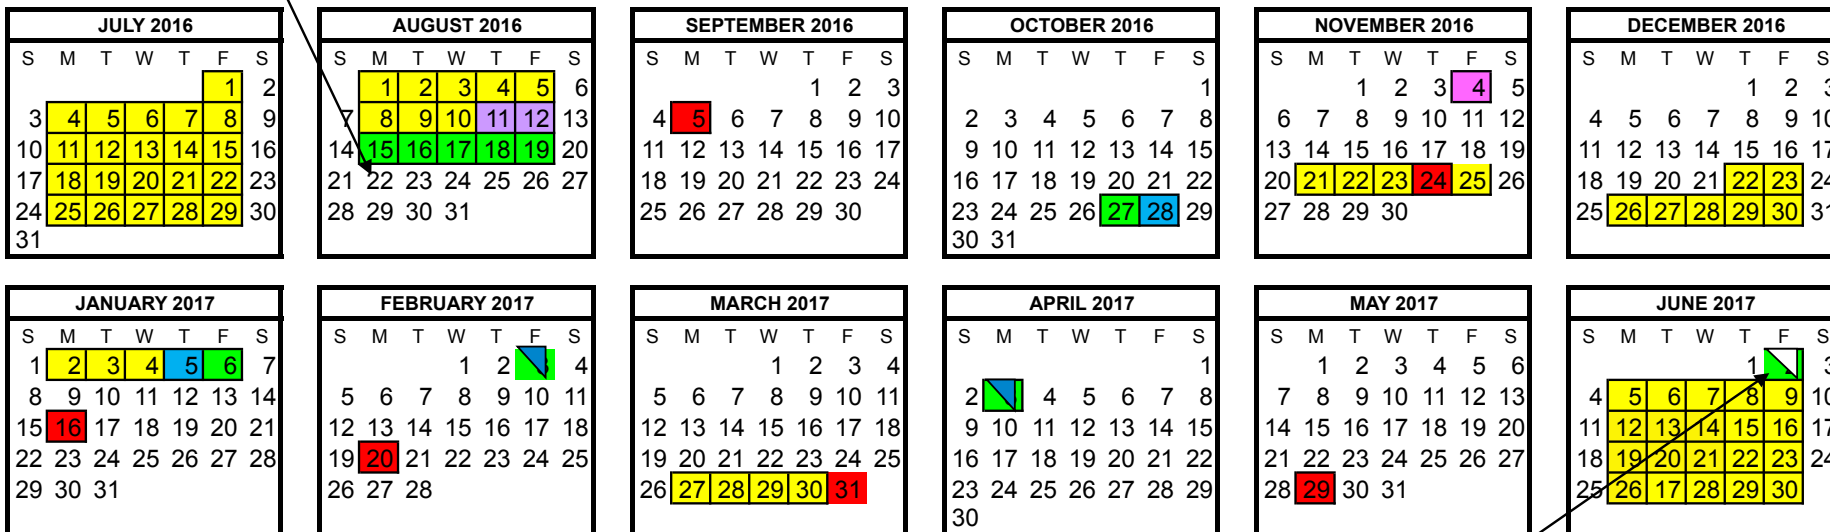 JULY 2016
S M T W T F S
1 2
3 4 5 6 7 8 9
10 11 12 13 14 15 16
17 18 19 20 21 22 23
24 25 26 27 28 29 30
31
AUGUST 2016
S M T W T F S
1 2 3 4 5 6
7 8 9 10 11 12 13
14 15 16 17 18 19 20
21 22 23 24 25 26 27
28 29 30 31
SEPTEMBER 2016
S M T W T F S
1 2 3
4 5 6 7 8 9 10
11 12 13 14 15 16 17
18 19 20 21 22 23 24
25 26 27 28 29 30
OCTOBER 2016
S M T W T F S
1
2 3 4 5 6 7 8
9 10 11 12 13 14 15
16 17 18 19 20 21 22
23 24 25 26 27 28 29
30 31
NOVEMBER 2016
S M T W T F S
1 2 3 4 5
6 7 8 9 10 11 12
13 14 15 16 17 18 19
20 21 22 23 24 25 26
27 28 29 30
DECEMBER 2016
S M T W T F S
1 2 3
4 5 6 7 8 9 10
11 12 13 14 15 16 17
18 19 20 21 22 23 24
25 26 27 28 29 30 31
JANUARY 2017
S M T W T F S
1 2 3 4 5 6 7
8 9 10 11 12 13 14
15 16 17 18 19 20 21
22 23 24 25 26 27 28
29 30 31
FEBRUARY 2017
S M T W T F S
1 2 4
5 6 7 8 9 10 11
12 13 14 15 16 17 18
19 20 21 22 23 24 25
26 27 28
MARCH 2017
S M T W T F S
1 2 3 4
5 6 7 8 9 10 11
12 13 14 15 16 17 18
19 20 21 22 23 24 25
26 27 28 29 30 31
APRIL 2017
S M T W T F S
1
2 4 5 6 7 8
9 10 11 12 13 14 15
16 17 18 19 20 21 22
23 24 25 26 27 28 29
30
MAY 2017
S M T W T F S
1 2 3 4 5 6
7 8 9 10 11 12 13
14 15 16 17 18 19 20
21 22 23 24 25 26 27
28 29 30 31
JUNE 2017
S M T W T F S
1 3
4 5 6 7 8 9 10
11 12 13 14 15 16 17
18 19 20 21 22 23 24
25 26 17 28 29 30